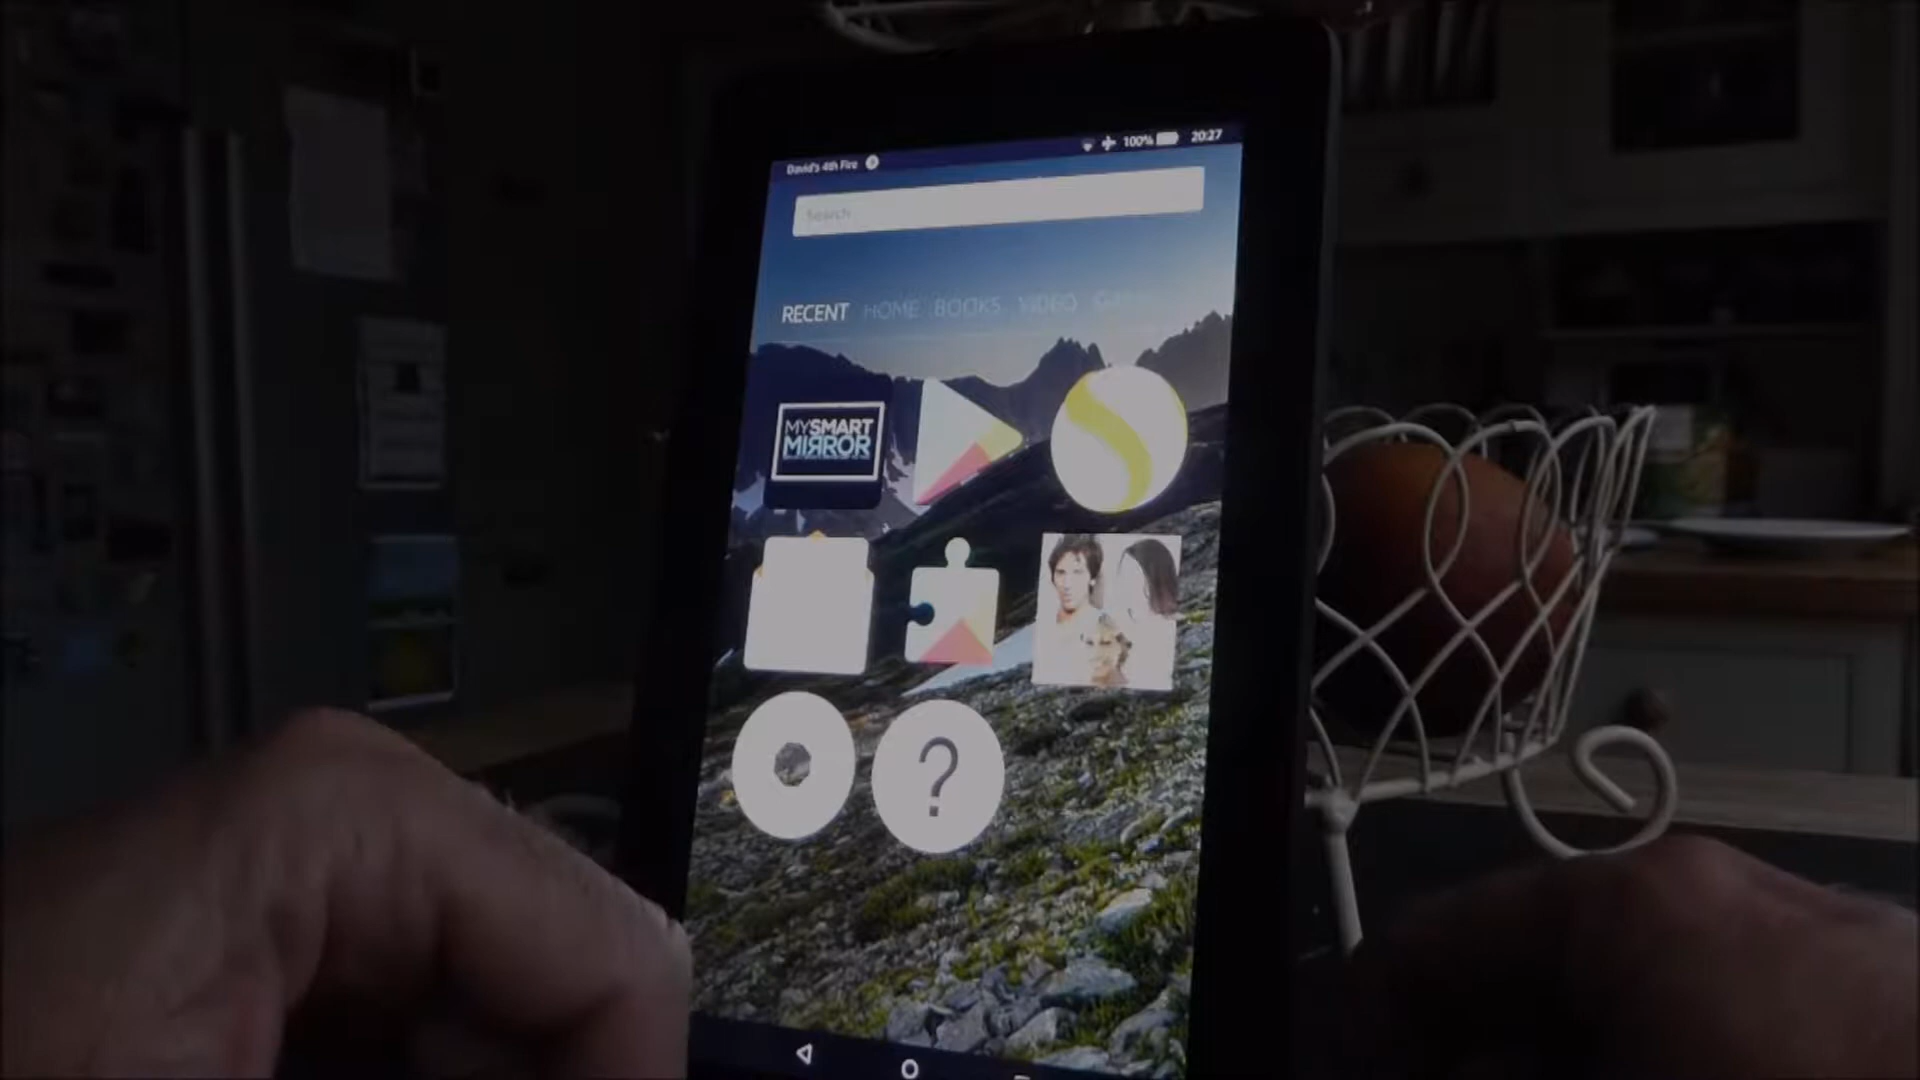 David's 4th Fire
100% 20:27
Search
RECENT HOME BOOKS VIDEO
MY SMART
MIRROR
?